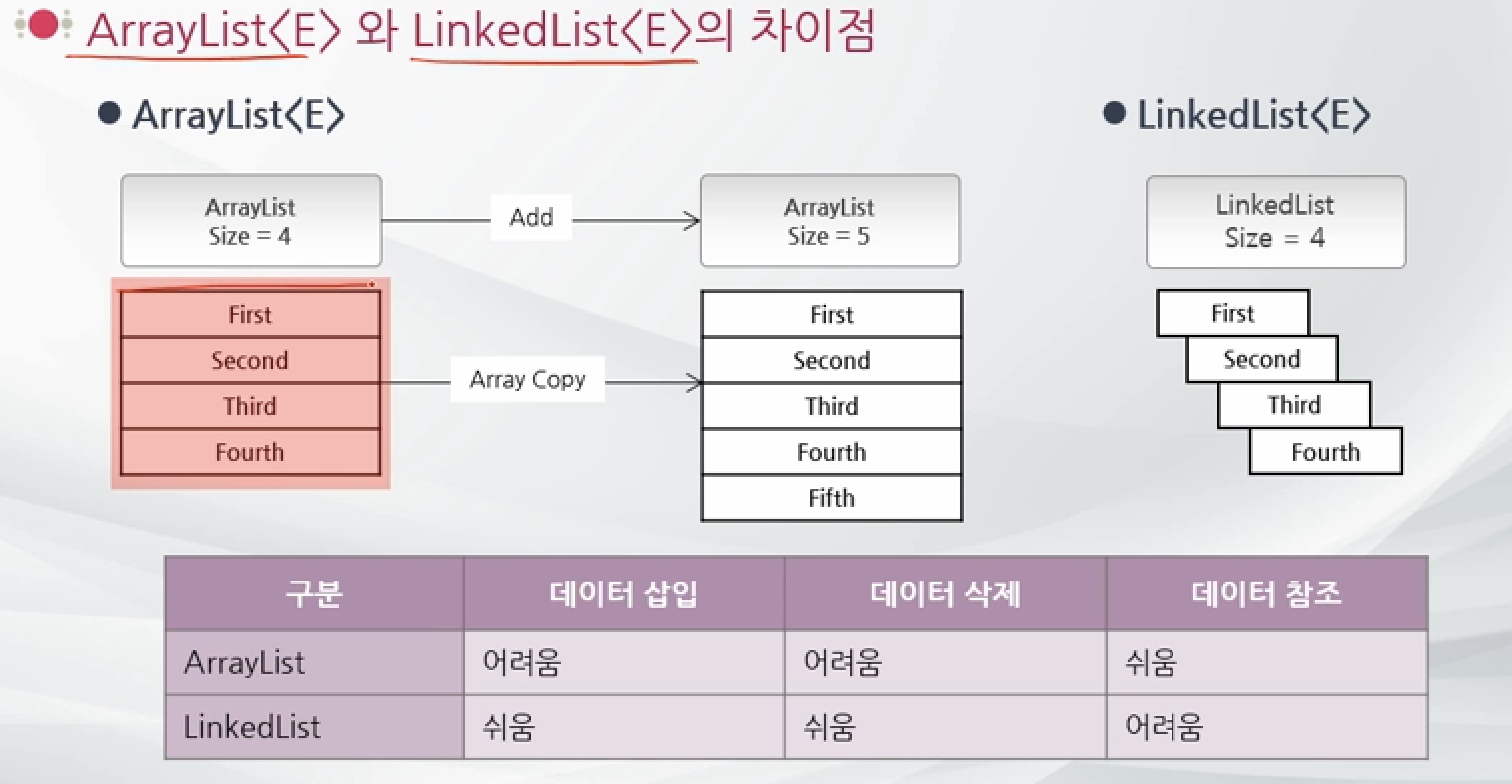 ArrayList<E> 와 LinkedList<E>의 차이점
● ArrayList<E>
ArrayList
Size = 4
Add
ArrayList
Size = 5
First
Second
Third
Fourth
Array Copy
First
Second
Third
Fourth
Fifth
● LinkedList<E>
LinkedList
Size = 4
First
Second
Third
Fourth
구분 데이터 삽입 데이터 삭제 데이터 참조
ArrayList 어려움 어려움 쉬움
LinkedList 쉬움 쉬움 어려움